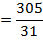 = 305/31